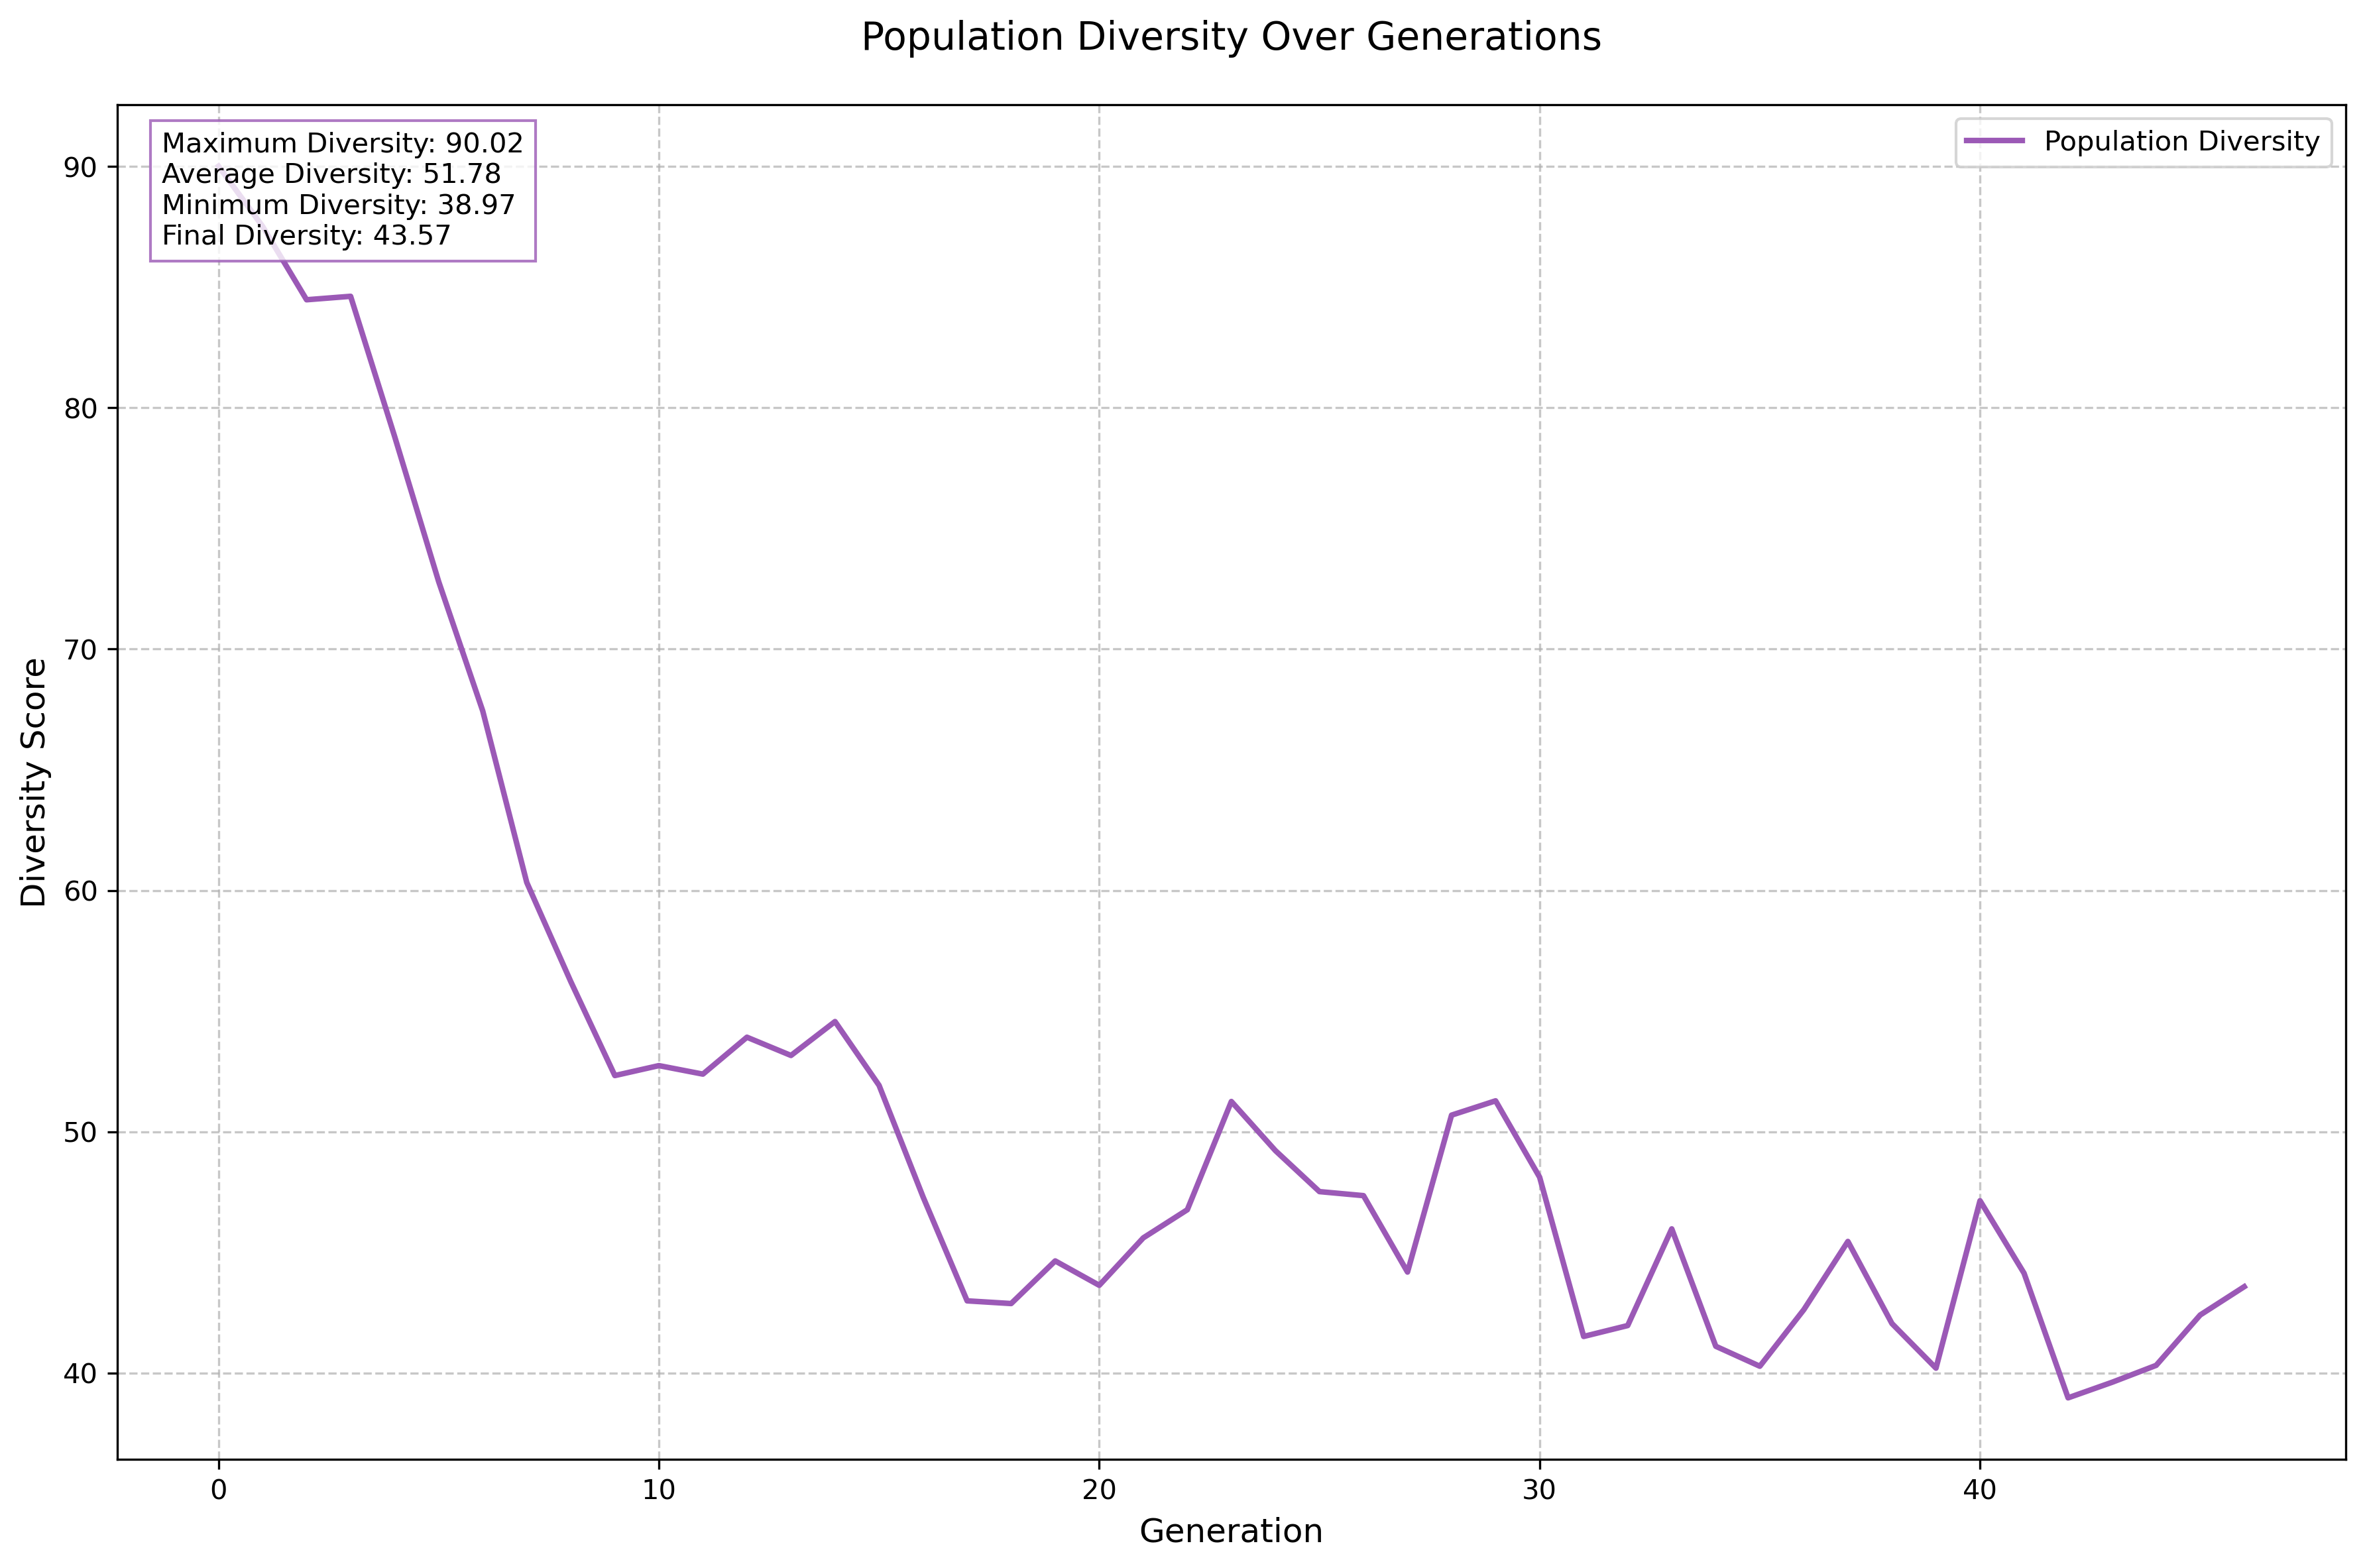 Population Diversity Over Generations
Maximum Diversity: 90.02
Average Diversity: 51.78
Minimum Diversity: 38.97
Final Diversity: 43.57
Population Diversity
Diversity Score
90
80
70
60
50
40
0
10
20
30
40
Generation